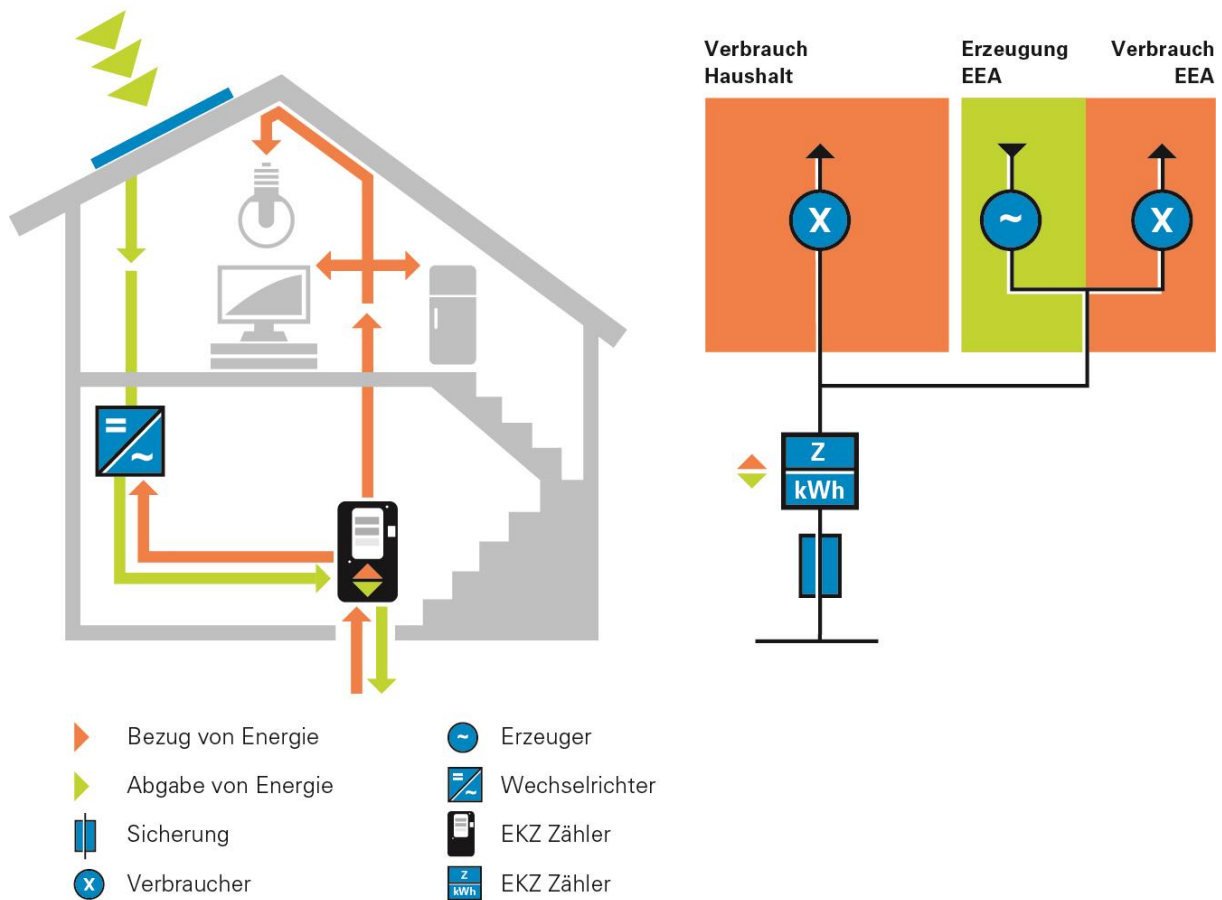 Verbrauch
Haushalt
Erzeugung
EEA
Verbrauch
EEA
X
~
X
=
~
Z
kWh
Bezug von Energie
Abgabe von Energie
Sicherung
X Verbraucher
~ Erzeuger
=
~ Wechselrichter
EKZ Zähler
Z
kWh EKZ Zähler